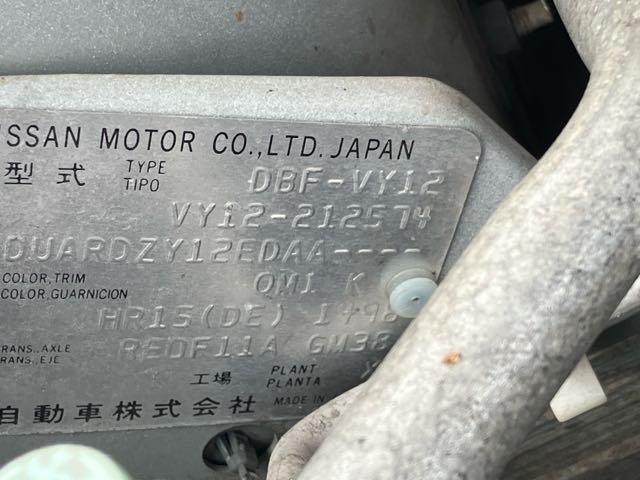 ISSAN MOTOR CO.,LTD. JAPAN
型式 TYPE TIPO DBF-VY12
VY12-212574
DUARDZY12EDAA----
COLOR,TRIM
COLOR,GUARNICION QM1 K
HR15(DE) 1498
RANS.,AXLE
RANS.,EJE RE0F11A GM38
工場 PLANT PLANTA
自動車株式会社 MADE IN